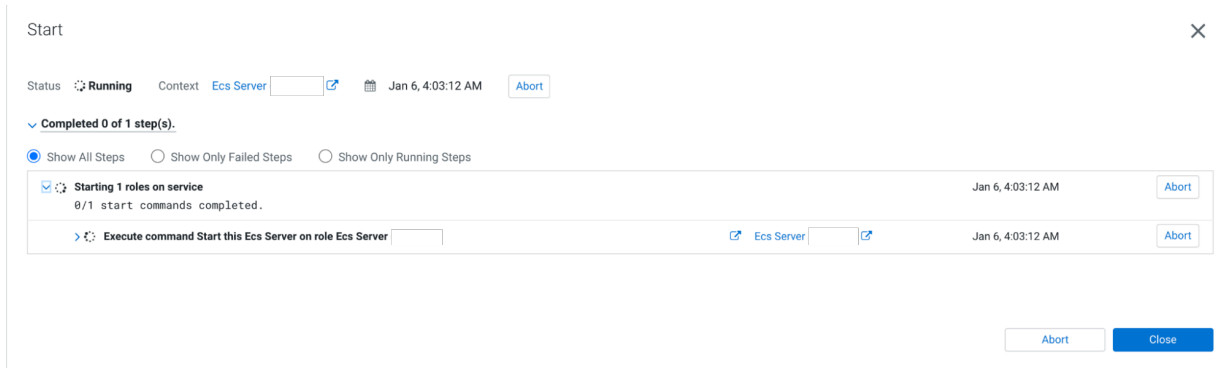 Start
Status Running Context Ecs Server Jan 6, 4:03:12 AM Abort
Completed 0 of 1 step(s).
Show All Steps Show Only Failed Steps Show Only Running Steps
Starting 1 roles on service Jan 6, 4:03:12 AM Abort
0/1 start commands completed.
Execute command Start this Ecs Server on role Ecs Server Ecs Server Jan 6, 4:03:12 AM Abort
Abort Close